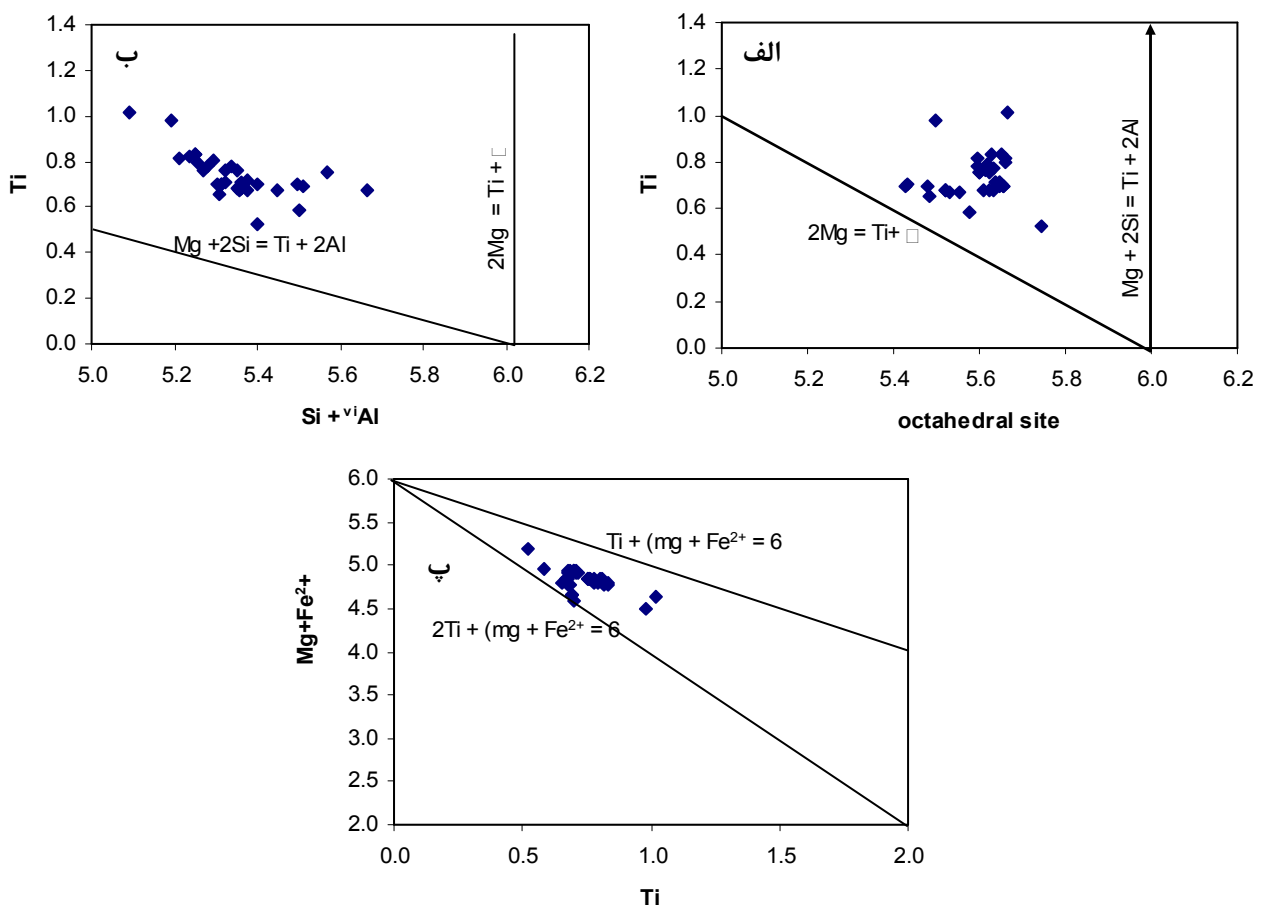 ب
1.4
1.2
1.0
0.8
0.6
0.4
0.2
0.0
Ti
5.0 5.2 5.4 5.6 5.8 6.0 6.2
Si + ᵛⁱAl
Mg +2Si = Ti + 2Al
2Mg = Ti + □
الف
1.4
1.2
1.0
0.8
0.6
0.4
0.2
0.0
Ti
5.0 5.2 5.4 5.6 5.8 6.0 6.2
octahedral site
2Mg = Ti+ □
Mg + 2Si = Ti + 2Al
پ
6.0
5.5
5.0
4.5
4.0
3.5
3.0
2.5
2.0
Mg+Fe²⁺
Ti + (mg + Fe²⁺ = 6
2Ti + (mg + Fe²⁺ = 6
0.0 0.5 1.0 1.5 2.0
Ti